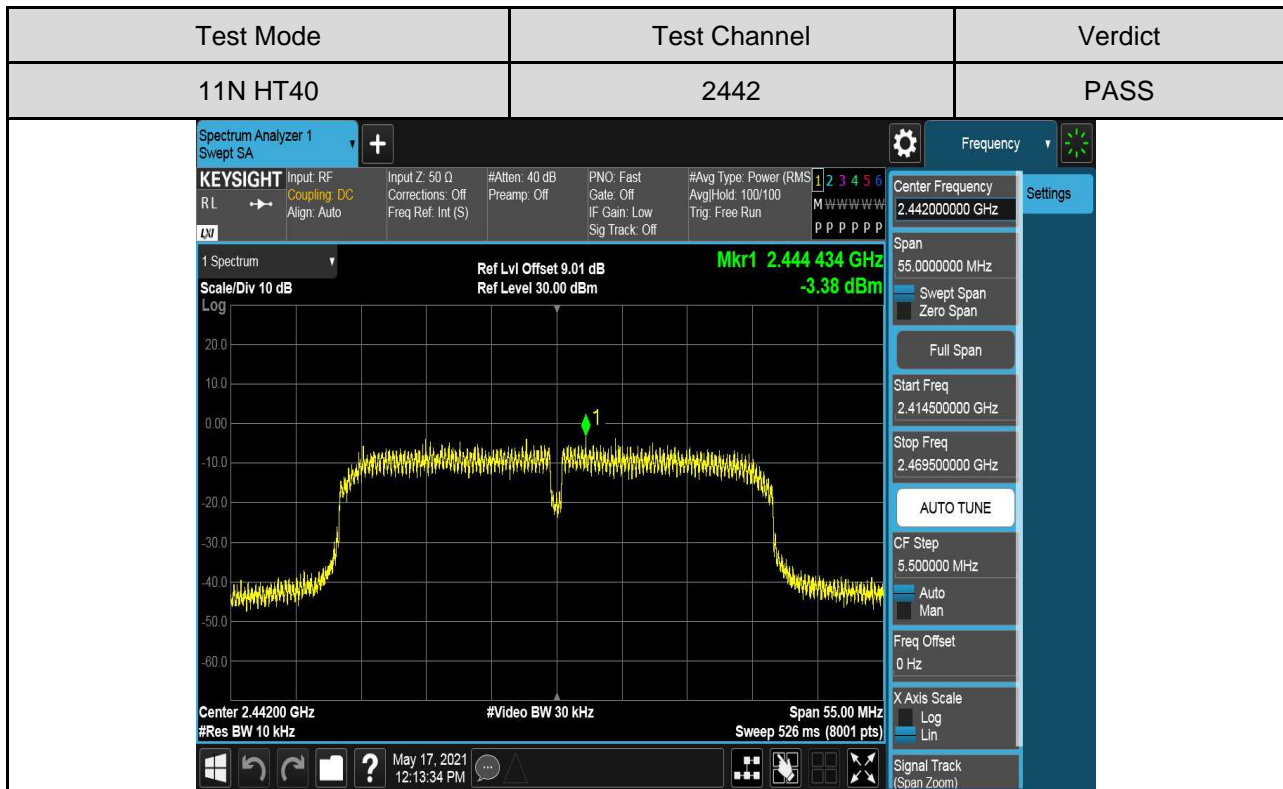 Test Mode Test Channel Verdict
11N HT40 2442 PASS
Spectrum Analyzer 1
Swept SA
+
Frequency
KEYSIGHT
RL
LXI
Input: RF
Coupling: DC
Align: Auto
Input Z: 50 Ω
Corrections: Off
Freq Ref: Int (S)
#Atten: 40 dB
Preamp: Off
PNO: Fast
Gate: Off
IF Gain: Low
Sig Track: Off
#Avg Type: Power (RMS
Avg|Hold: 100/100
Trig: Free Run
1 2 3 4 5 6
M W W W W W
P P P P P P
1 Spectrum
Scale/Div 10 dB
Ref Lvl Offset 9.01 dB
Ref Level 30.00 dBm
Mkr1 2.444 434 GHz
-3.38 dBm
Log
20.0
10.0
0.00
-10.0
-20.0
-30.0
-40.0
-50.0
-60.0
1
Center 2.44200 GHz
#Res BW 10 kHz
#Video BW 30 kHz
Span 55.00 MHz
Sweep 526 ms (8001 pts)
?
May 17, 2021
12:13:34 PM
Center Frequency
2.442000000 GHz
Settings
Span
55.0000000 MHz
Swept Span
Zero Span
Full Span
Start Freq
2.414500000 GHz
Stop Freq
2.469500000 GHz
AUTO TUNE
CF Step
5.500000 MHz
Auto
Man
Freq Offset
0 Hz
X Axis Scale
Log
Lin
Signal Track
(Span Zoom)